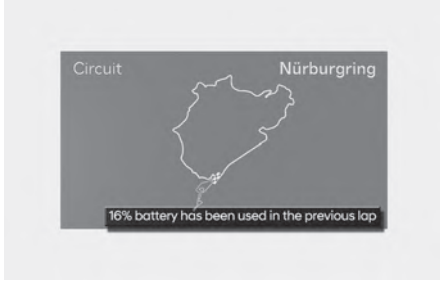 Circuit
Nürburgring
16% battery has been used in the previous lap